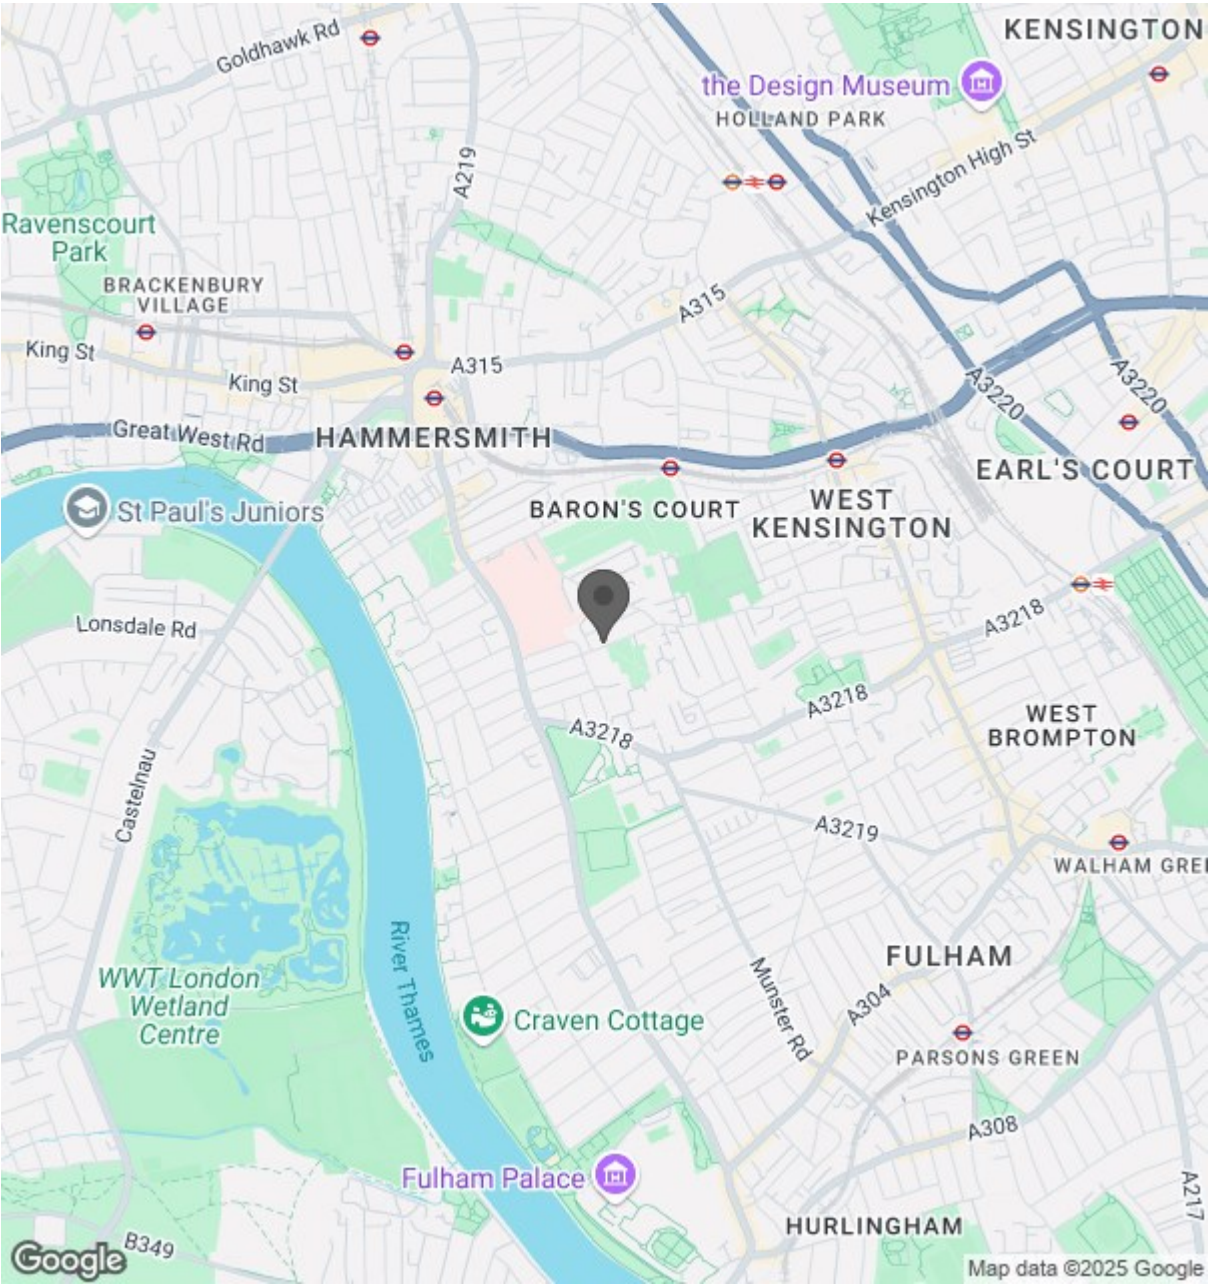 KENSINGTON
Goldhawk Rd
the Design Museum
HOLLAND PARK
Kensington High St
A219
Ravenscourt
Park
BRACKENBURY
VILLAGE
A315
King St
A315
King St
A3220
A3220
Great West Rd
HAMMERSMITH
EARL'S COURT
BARON'S COURT
WEST
KENSINGTON
St Paul's Juniors
Lonsdale Rd
A3218
A3218
A3218
WEST
BROMPTON
Castelnau
A3219
WALHAM GREE
River Thames
FULHAM
WWT London
Wetland
Centre
Munster Rd
A304
Craven Cottage
PARSONS GREEN
A308
Fulham Palace
A217
HURLINGHAM
B349
Google
Map data ©2025 Google